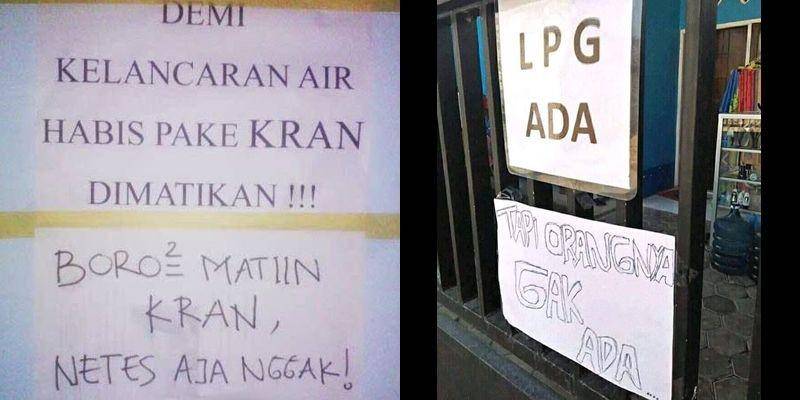 DEMI
KELANCARAN AIR
HABIS PAKE KRAN
DIMATIKAN !!!
BORO² MATIIN
KRAN,
NETES AJA NGGAK!
LPG
ADA
TAPI ORANGNYA
GAK
ADA....